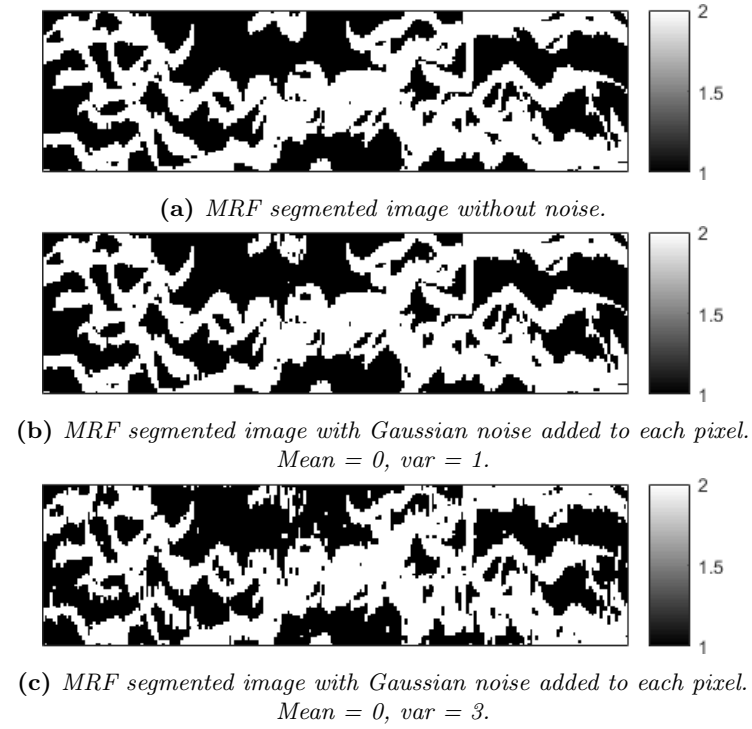 2
1.5
1
(a) MRF segmented image without noise.
2
1.5
1
(b) MRF segmented image with Gaussian noise added to each pixel.
Mean = 0, var = 1.
2
1.5
1
(c) MRF segmented image with Gaussian noise added to each pixel.
Mean = 0, var = 3.